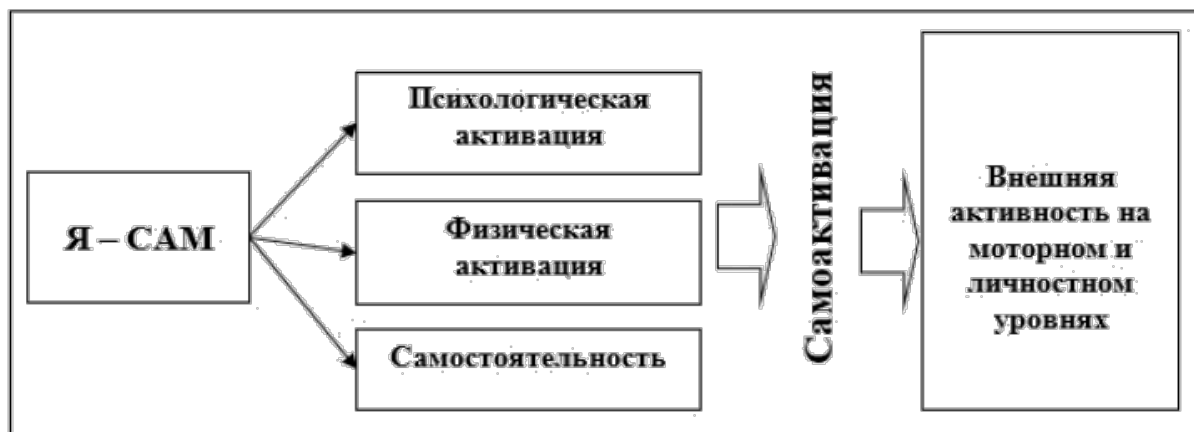 Я – САМ
Психологическая
активация
Физическая
активация
Самостоятельность
Самоактивация
Внешняя
активность на
моторном и
личностном
уровнях